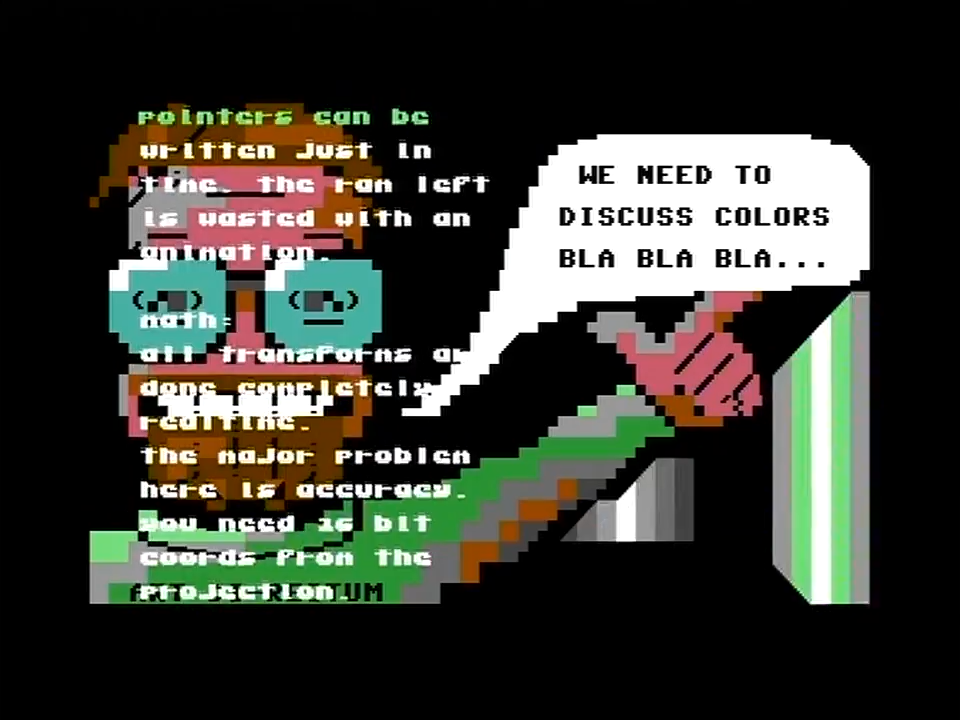 pointers can be
written just in
time. the ram left
is wasted with an
animation.
math:
all transforms are
done completely
realtime.
the major problem
here is accuracy.
you need 16 bit
coords from the
projection.
WE NEED TO
DISCUSS COLORS
BLA BLA BLA...